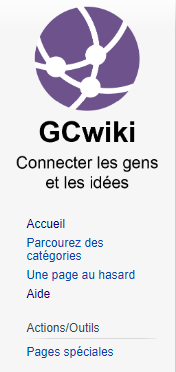 GCwiki
Connecter les gens
et les idées
Accueil
Parcourez des
catégories
Une page au hasard
Aide
Actions/Outils
Pages spéciales